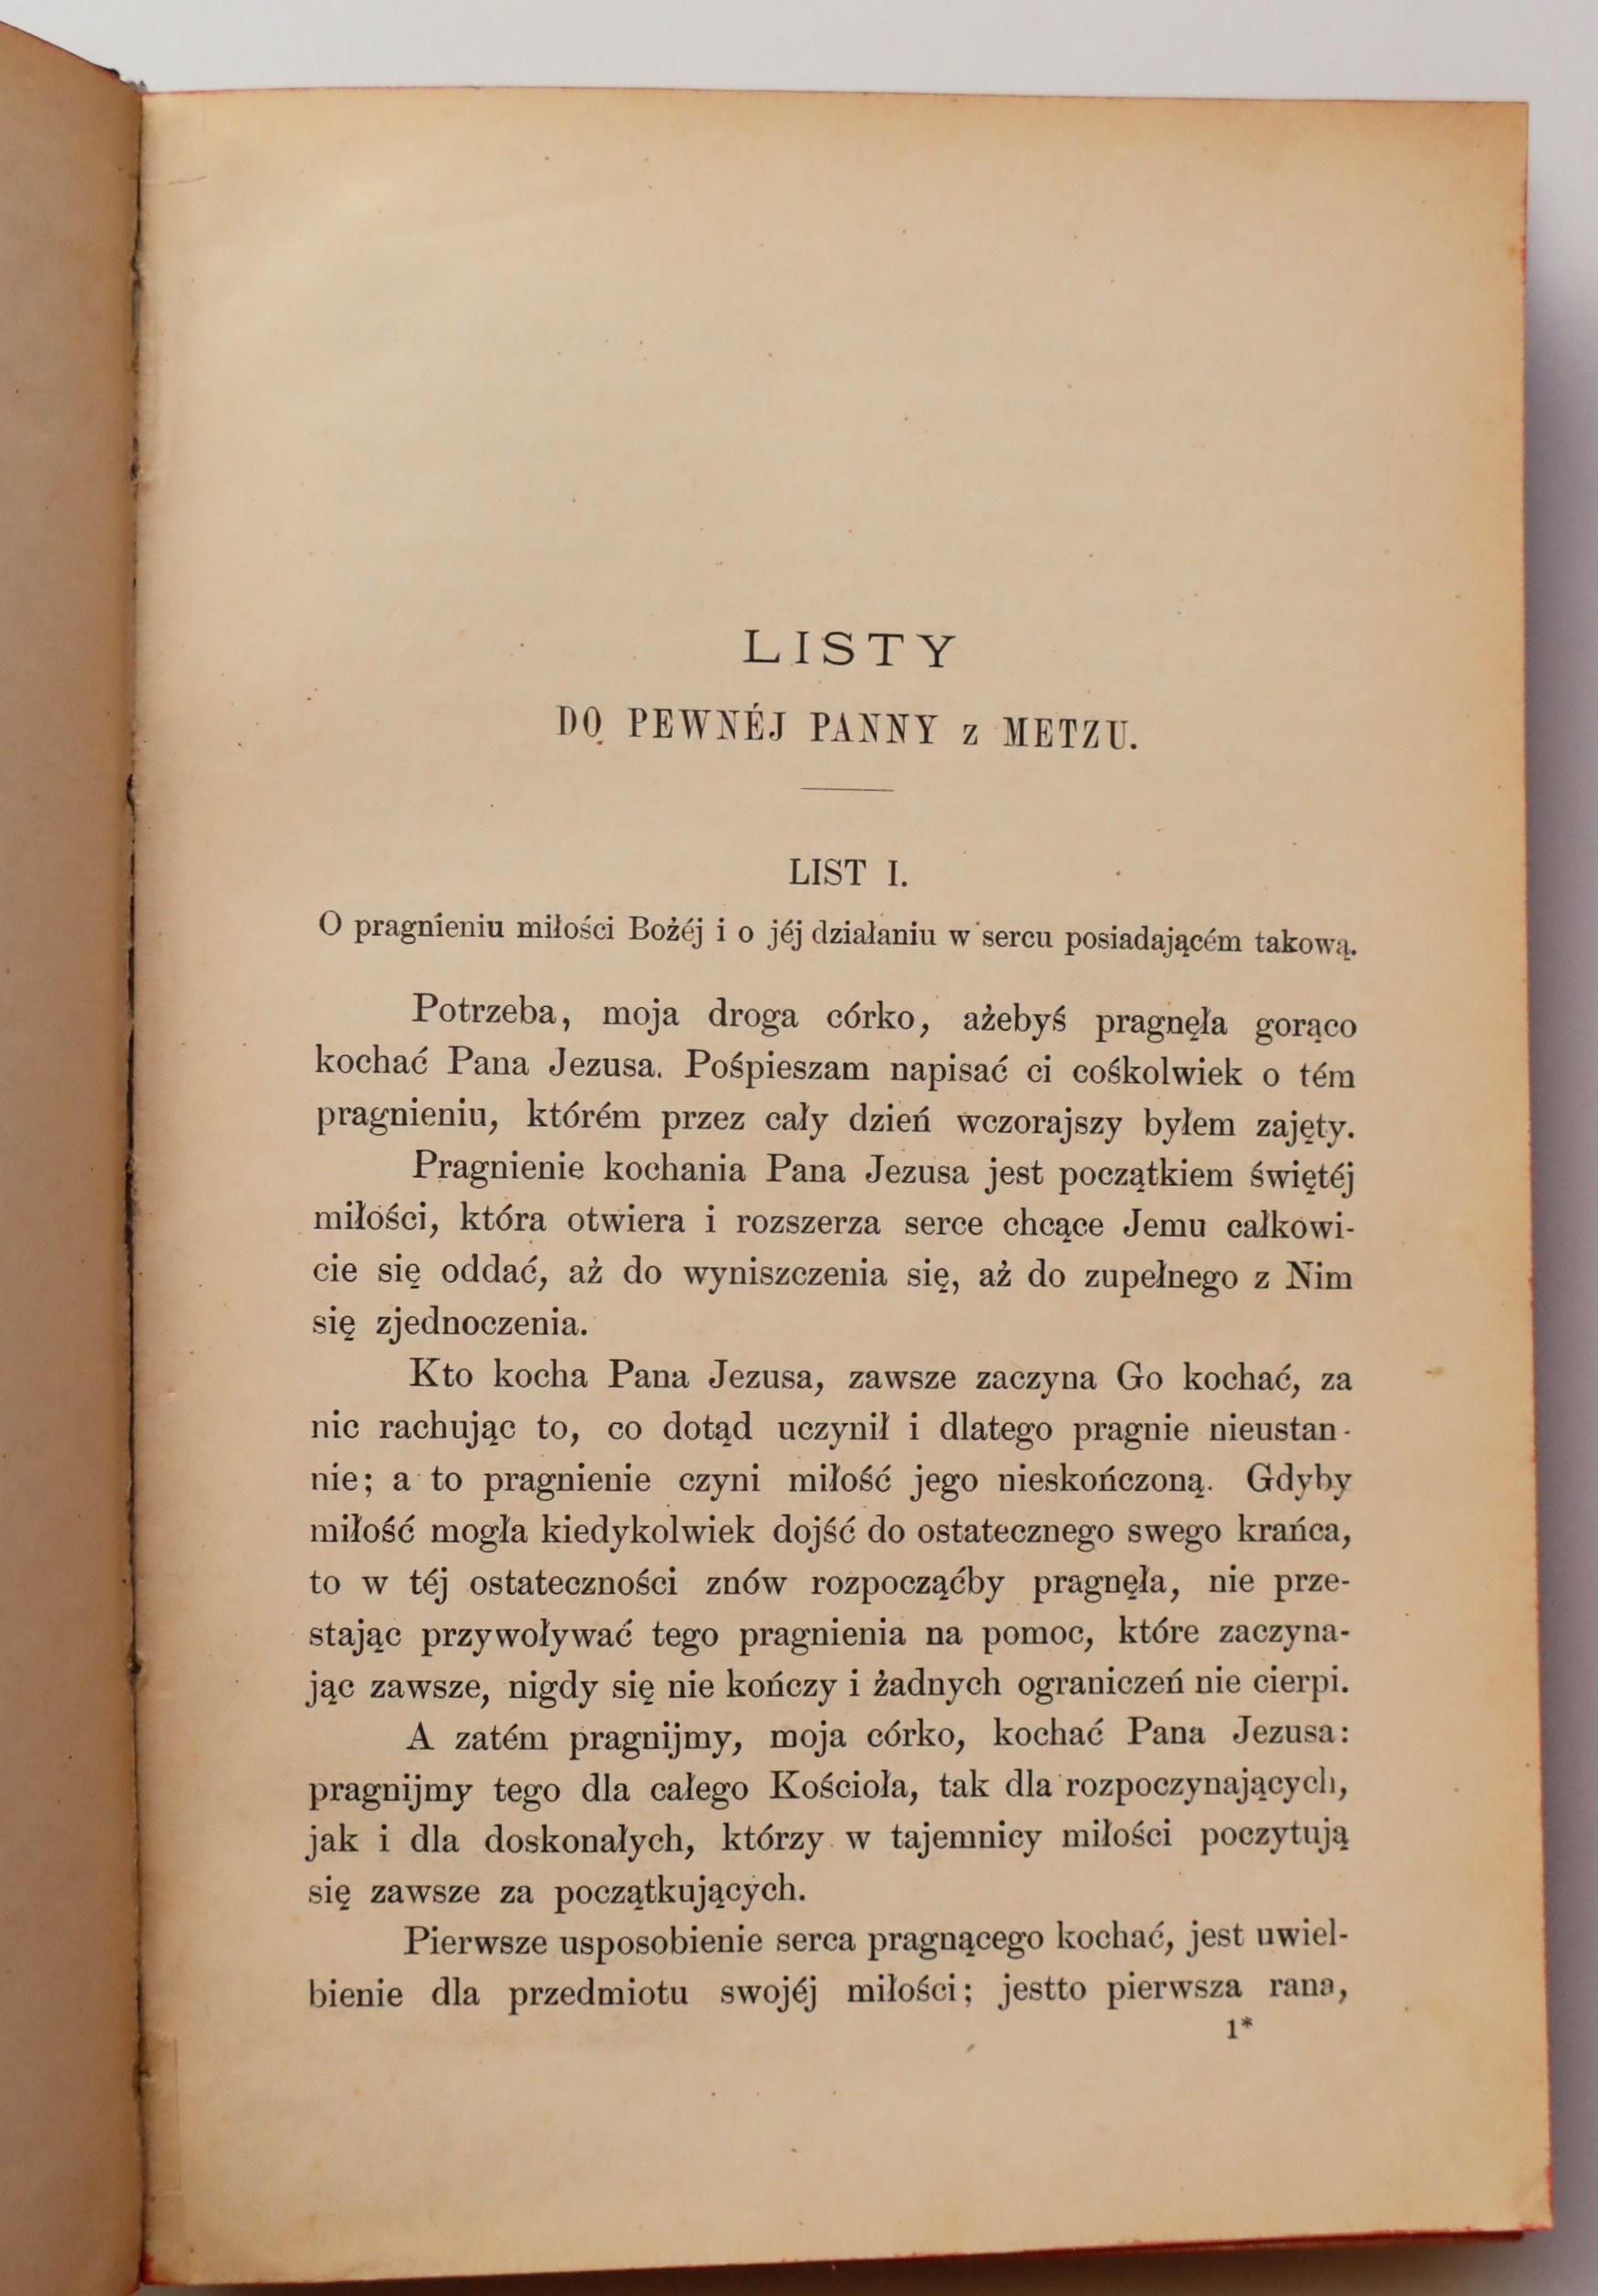 LISTY
DO PEWNÉJ PANNY z METZU.
LIST I.
O pragnieniu miłości Bożéj i o jéj działaniu w sercu posiadającém takową.
Potrzeba, moja droga córko, ażebyś pragnęła gorąco
kochać Pana Jezusa. Pośpieszam napisać ci cośkolwiek o tém
pragnieniu, którém przez cały dzień wczorajszy byłem zajęty.
Pragnienie kochania Pana Jezusa jest początkiem świętéj
miłości, która otwiera i rozszerza serce chcące Jemu całkowi-
cie się oddać, aż do wyniszczenia się, aż do zupełnego z Nim
się zjednoczenia.
Kto kocha Pana Jezusa, zawsze zaczyna Go kochać, za
nic rachując to, co dotąd uczynił i dlatego pragnie nieustan-
nie; a to pragnienie czyni miłość jego nieskończoną. Gdyby
miłość mogła kiedykolwiek dojść do ostatecznego swego krańca,
to w téj ostateczności znów rozpocząćby pragnęła, nie prze-
stając przywoływać tego pragnienia na pomoc, które zaczyna-
jąc zawsze, nigdy się nie kończy i żadnych ograniczeń nie cierpi.
A zatém pragnijmy, moja córko, kochać Pana Jezusa:
pragnijmy tego dla całego Kościoła, tak dla rozpoczynających,
jak i dla doskonałych, którzy w tajemnicy miłości poczytują
się zawsze za początkujących.
Pierwsze usposobienie serca pragnącego kochać, jest uwiel-
bienie dla przedmiotu swojéj miłości; jestto pierwsza rana,
1*